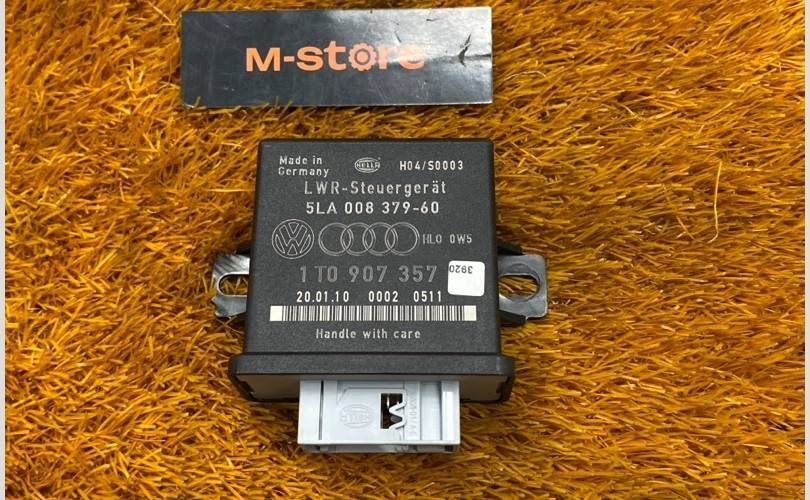 M-store
Made in
Germany
HELLA
H04/S0003
LWR-Steuergerät
5LA 008 379-60
HLO 0W5
1T0 907 357
3920
20.01.10 0002 0511
Handle with care